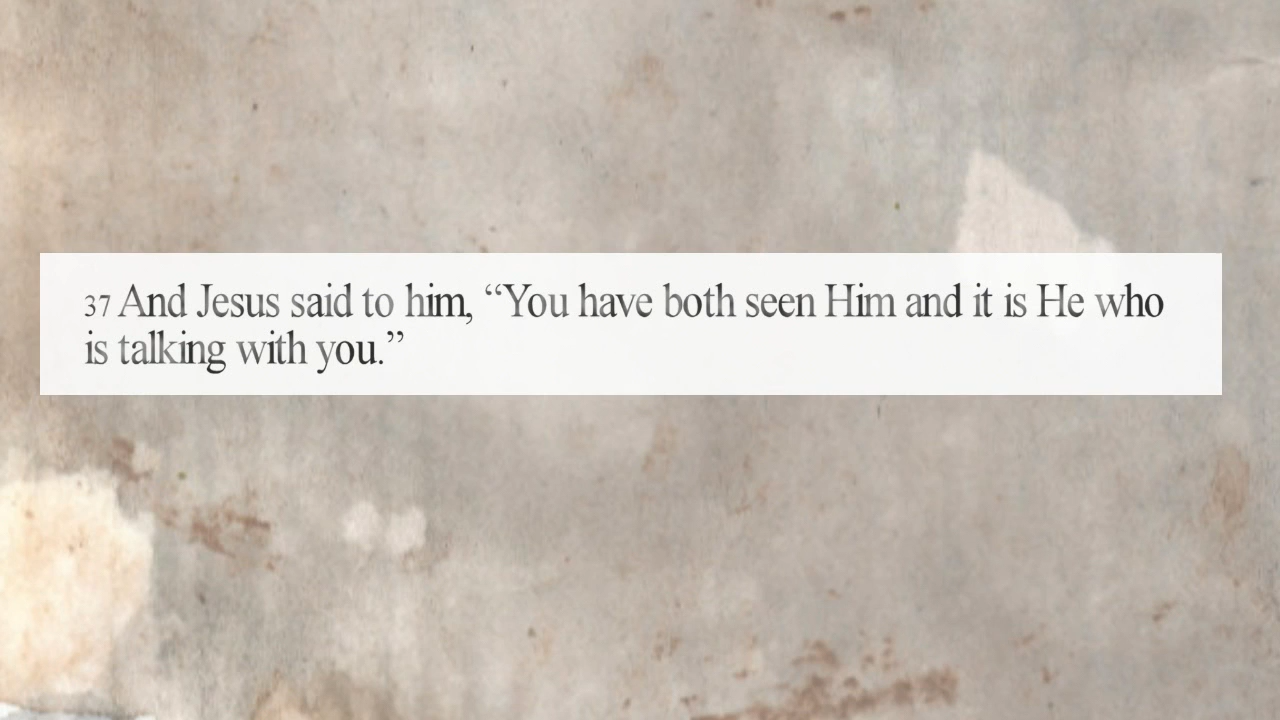 37 And Jesus said to him, “You have both seen Him and it is He who
is talking with you.”